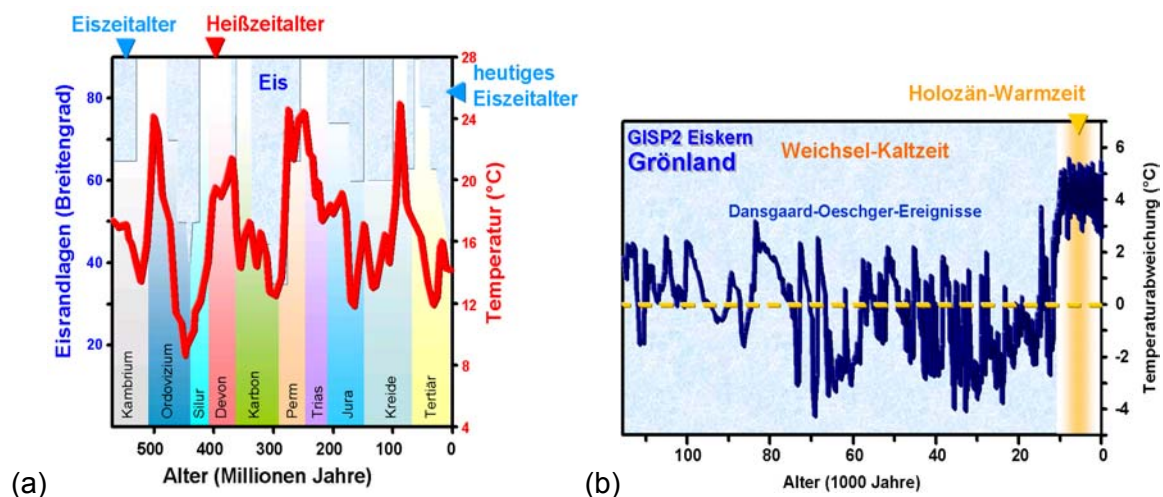 Eiszeitalter
Heißzeitalter
Eis
heutiges
Eiszeitalter
Eisrandlagen (Breitengrad)
80
60
40
20
28
24
20
16
12
8
4
Temperatur (°C)
Kambrium
Ordovizium
Silur
Devon
Karbon
Perm
Trias
Jura
Kreide
Tertiär
500
400
300
200
100
0
Alter (Millionen Jahre)
(a)
Holozän-Warmzeit
GISP2 Eiskern
Grönland
Weichsel-Kaltzeit
Dansgaard-Oeschger-Ereignisse
6
4
2
0
-2
-4
Temperaturabweichung (°C)
100
80
60
40
20
0
Alter (1000 Jahre)
(b)